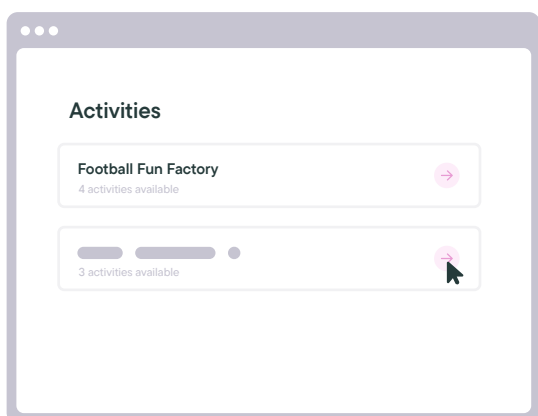 Activities
Football Fun Factory
4 activities available
3 activities available